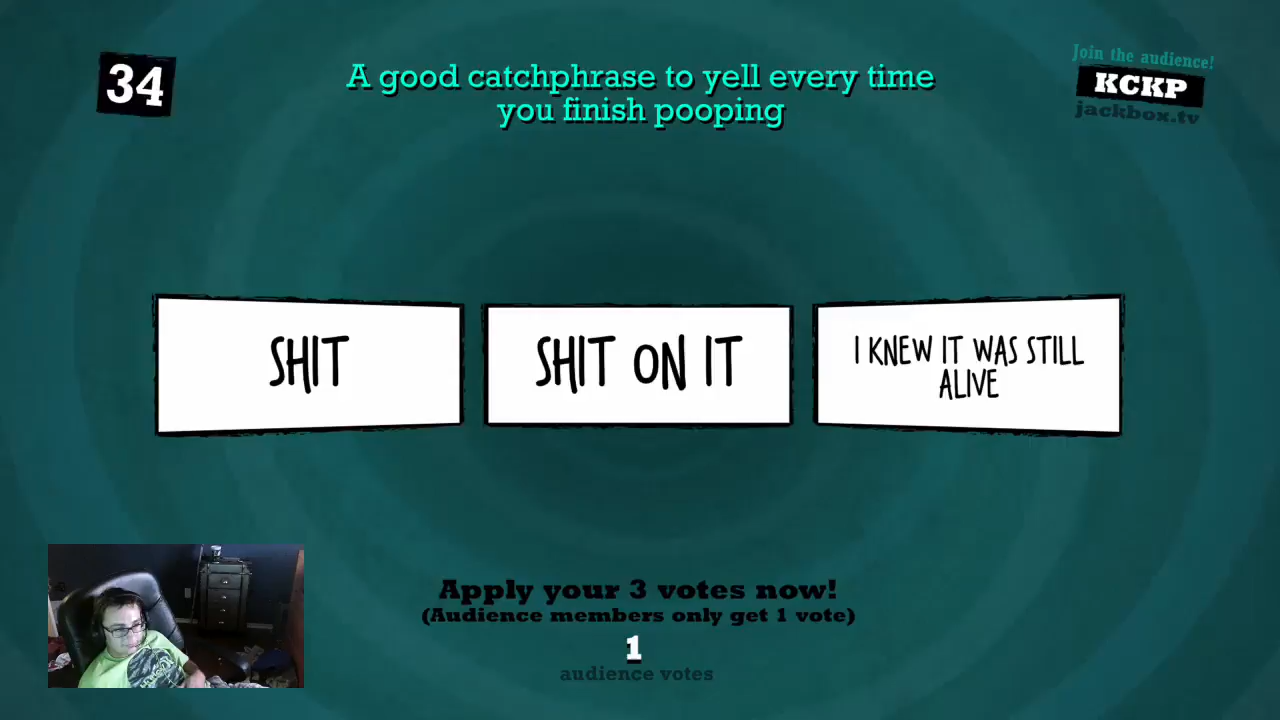 34
A good catchphrase to yell every time
you finish pooping
Join the audience!
KCKP
jackbox.tv
SHIT
SHIT ON IT
I KNEW IT WAS STILL
ALIVE
Apply your 3 votes now!
(Audience members only get 1 vote)
1
audience votes